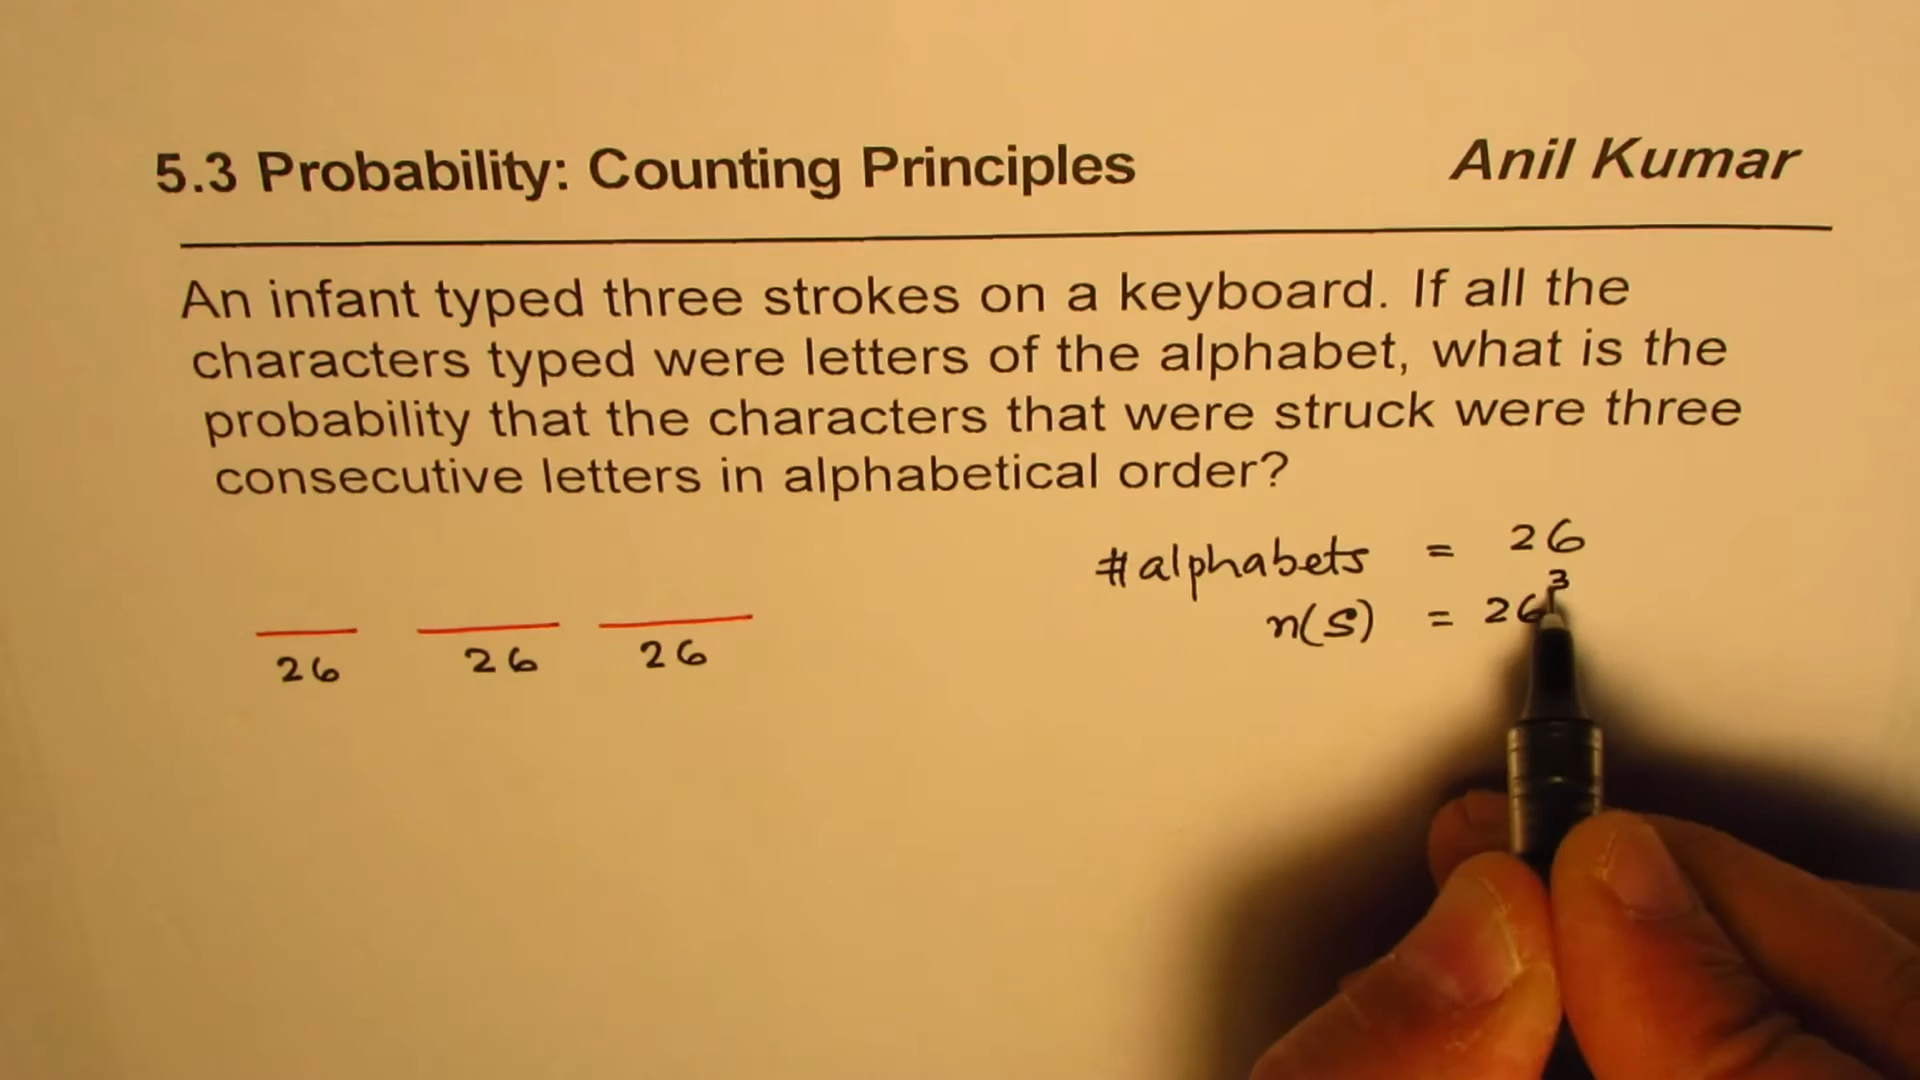 5.3 Probability: Counting Principles Anil Kumar
An infant typed three strokes on a keyboard. If all the
characters typed were letters of the alphabet, what is the
probability that the characters that were struck were three
consecutive letters in alphabetical order?
#alphabets = 26
n(S) = 26³
26 26 26